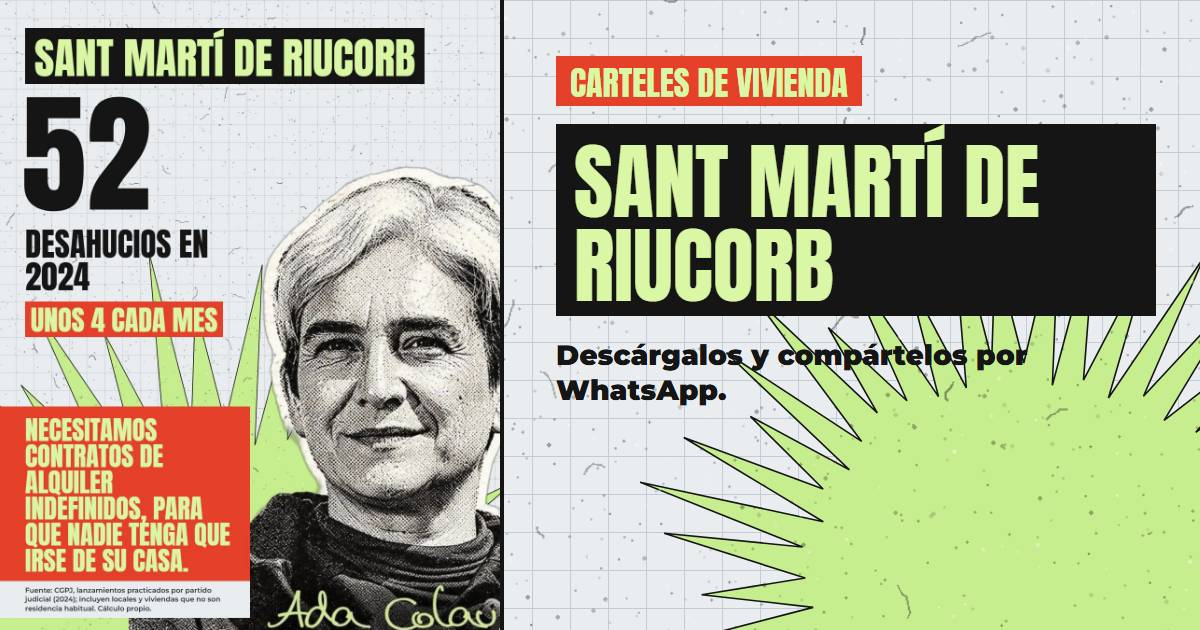 SANT MARTÍ DE RIUCORB
52
DESAHUCIOS EN
2024
UNOS 4 CADA MES
NECESITAMOS
CONTRATOS DE
ALQUILER
INDEFINIDOS, PARA
QUE NADIE TENGA QUE
IRSE DE SU CASA.
Fuente: CGPJ, lanzamientos practicados por partido
judicial (2024); incluyen locales y viviendas que no son
residencia habitual. Cálculo propio.
Ada Colau
CARTELES DE VIVIENDA
SANT MARTÍ DE
RIUCORB
Descárgalos y compártelos por
WhatsApp.